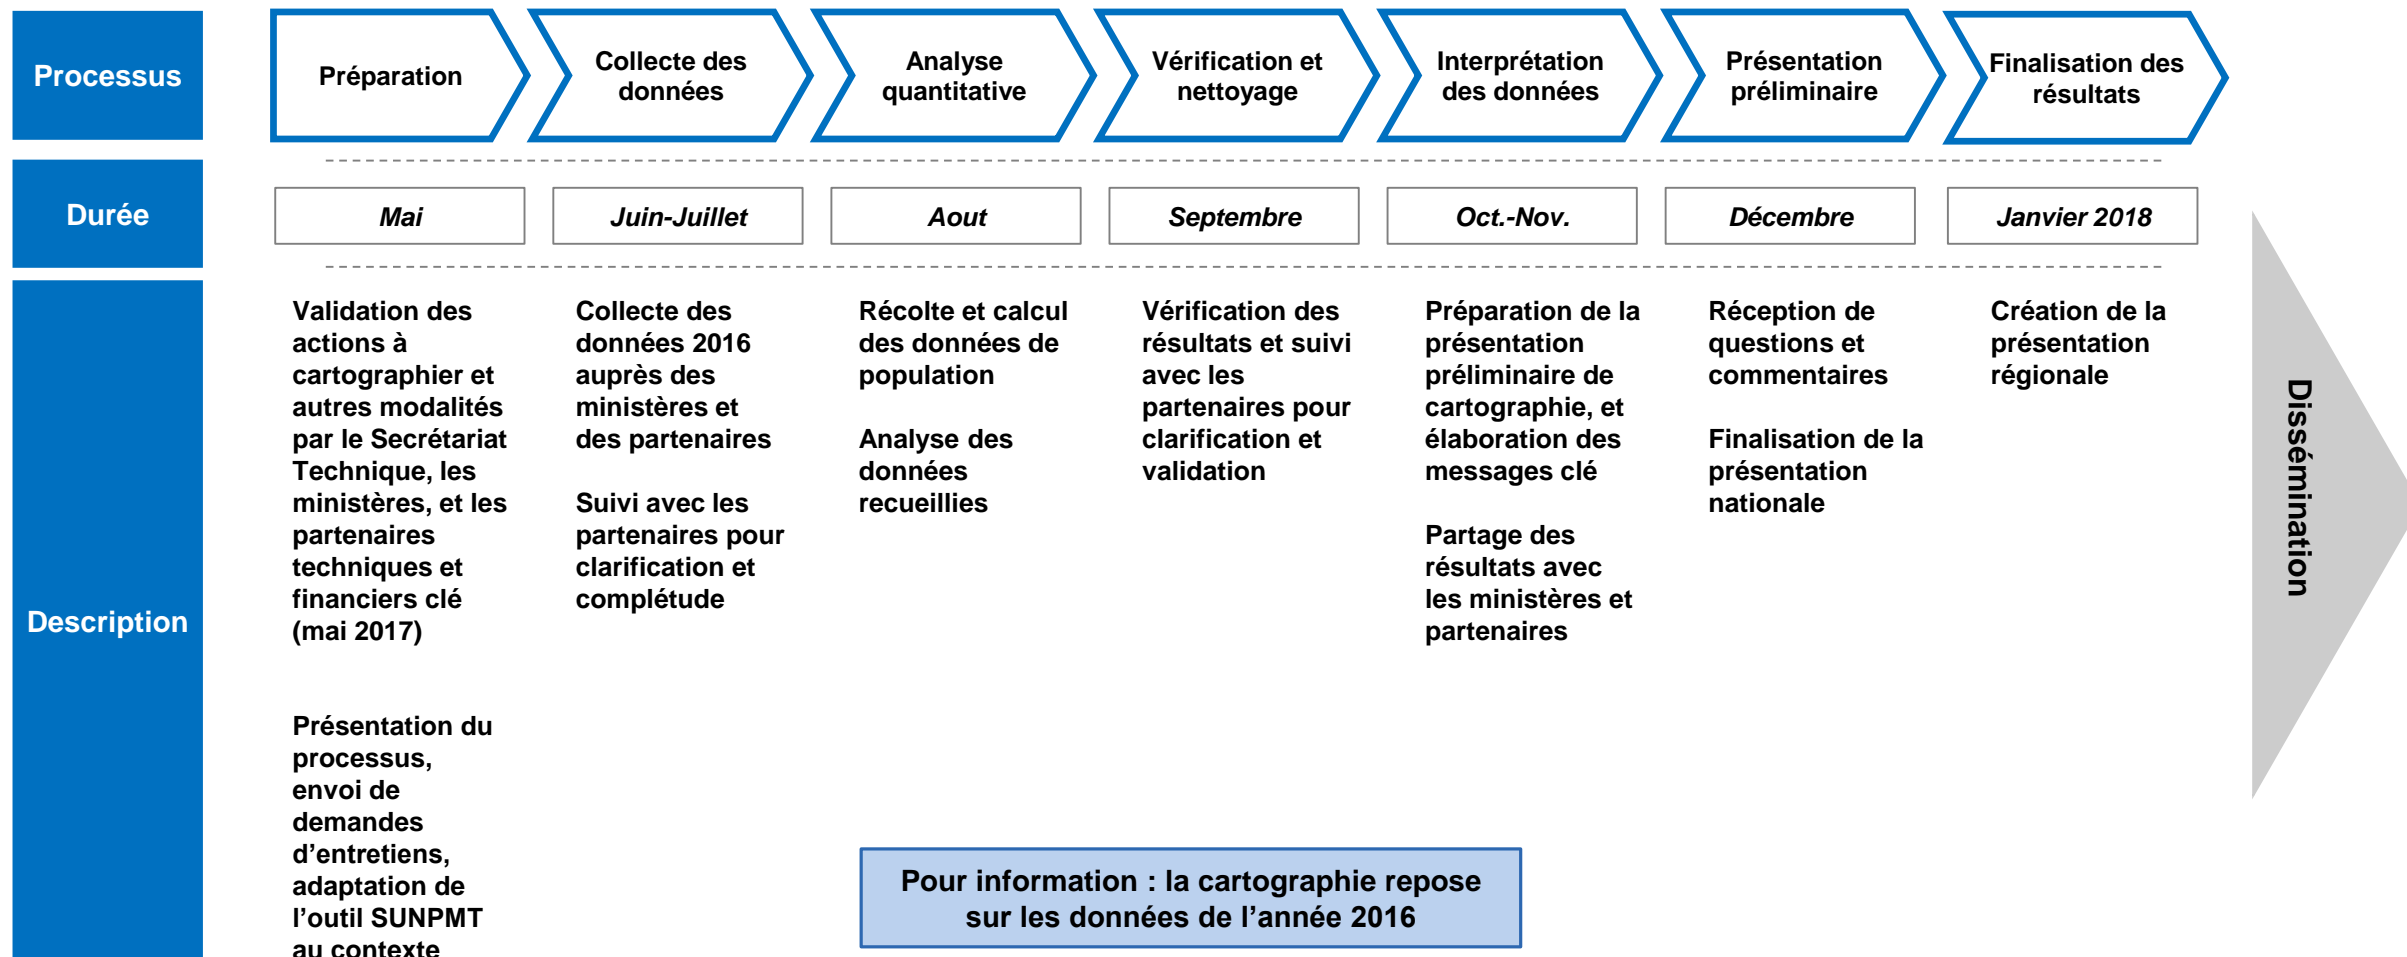 Processus
Préparation
Collecte des
données
Analyse
quantitative
Vérification et
nettoyage
Interprétation
des données
Présentation
préliminaire
Finalisation des
résultats
Durée
Mai
Juin-Juillet
Aout
Septembre
Oct.-Nov.
Décembre
Janvier 2018
Description
Validation des
actions à
cartographier et
autres modalités
par le Secrétariat
Technique, les
ministères, et les
partenaires
techniques et
financiers clé
(mai 2017)
Présentation du
processus,
envoi de
demandes
d’entretiens,
adaptation de
l’outil SUNPMT
au contexte
Collecte des
données 2016
auprès des
ministères et
des partenaires
Suivi avec les
partenaires pour
clarification et
complétude
Récolte et calcul
des données de
population
Analyse des
données
recueillies
Vérification des
résultats et suivi
avec les
partenaires pour
clarification et
validation
Préparation de la
présentation
préliminaire de
cartographie, et
élaboration des
messages clé
Partage des
résultats avec
les ministères et
partenaires
Réception de
questions et
commentaires
Finalisation de la
présentation
nationale
Création de la
présentation
régionale
Dissémination
Pour information : la cartographie repose
sur les données de l’année 2016